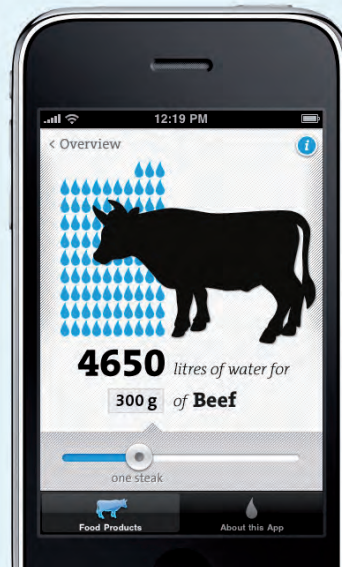 12:19 PM
< Overview
i
4650 litres of water for
300 g of Beef
one steak
Food Products About this App